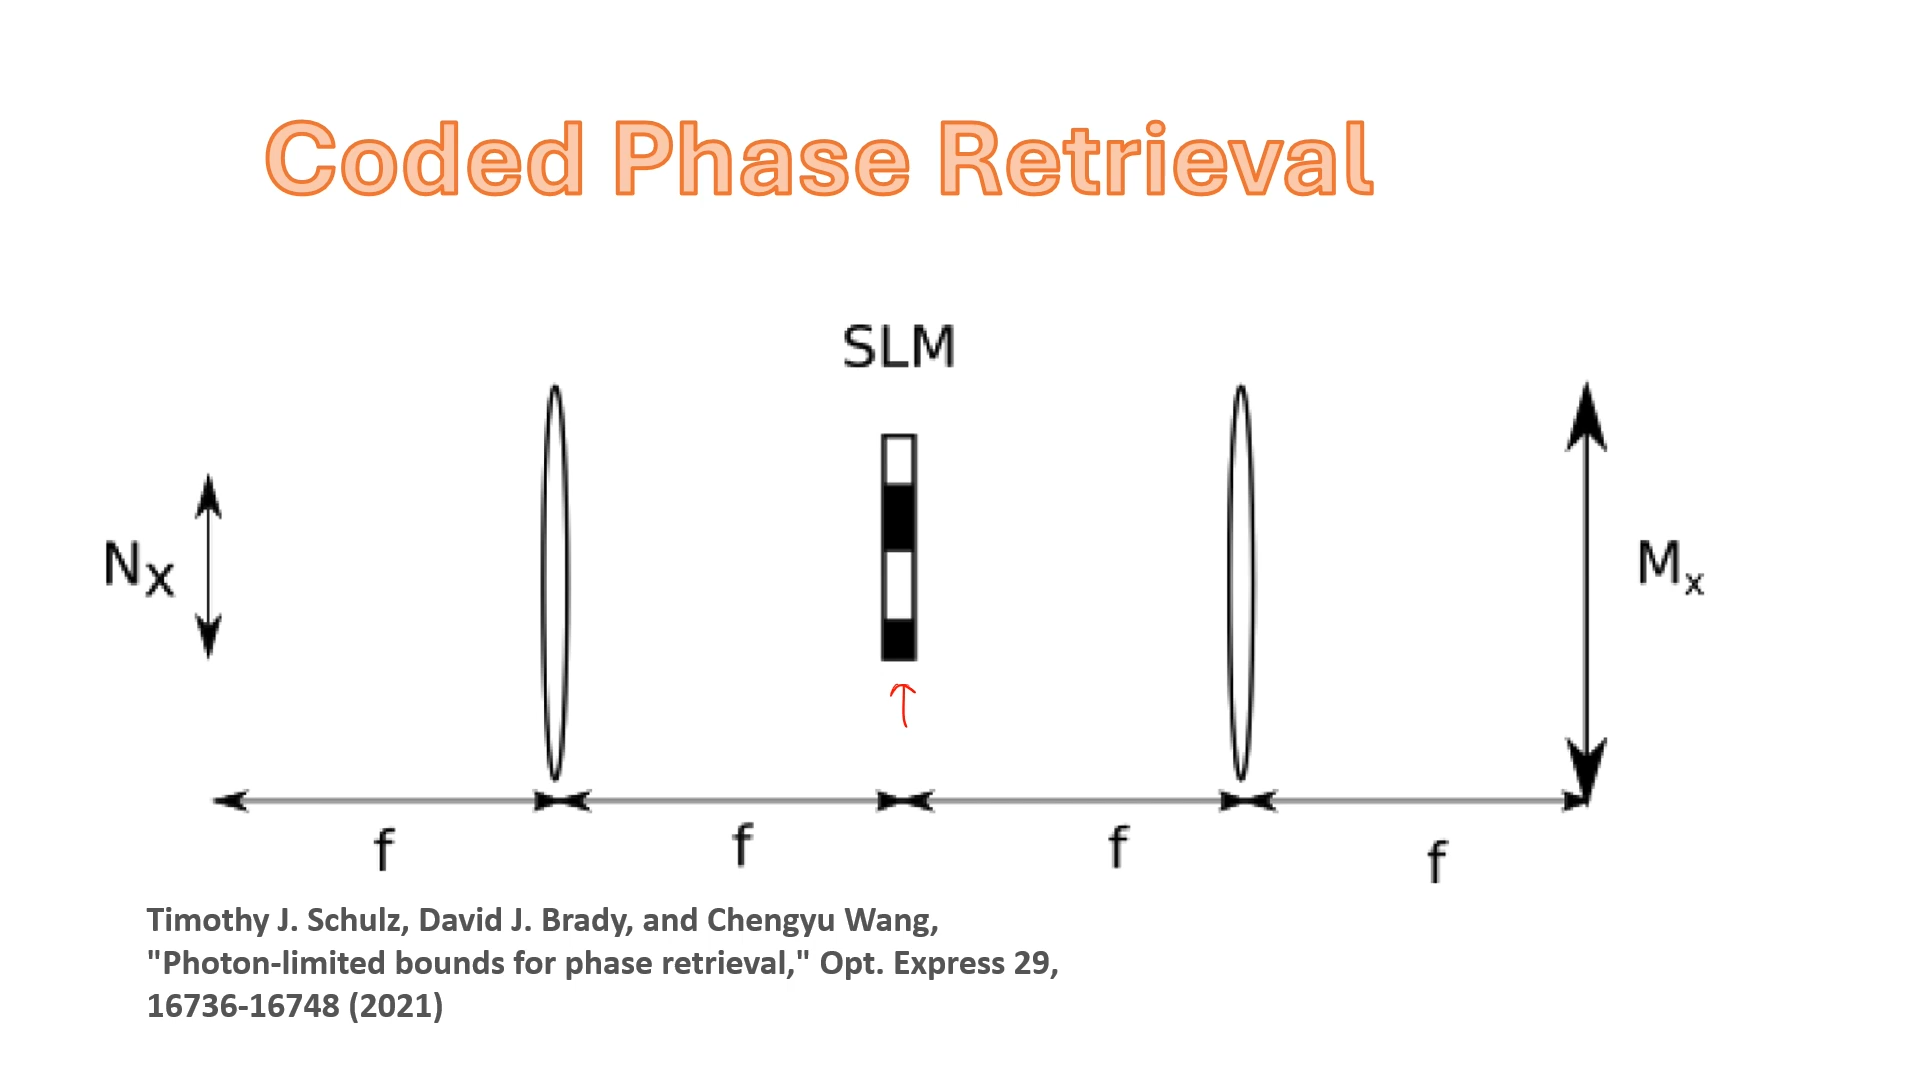 Coded Phase Retrieval
SLM
Nx
Mx
f
f
f
f
Timothy J. Schulz, David J. Brady, and Chengyu Wang,
"Photon-limited bounds for phase retrieval," Opt. Express 29,
16736-16748 (2021)